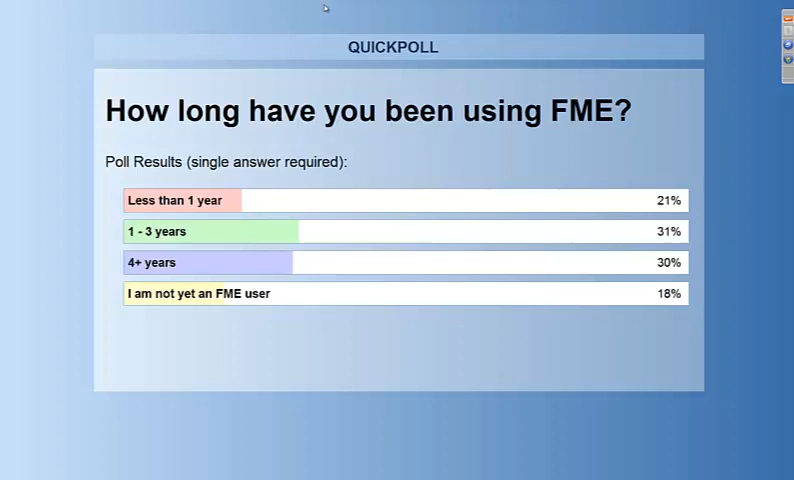 QUICKPOLL
How long have you been using FME?
Poll Results (single answer required):
Less than 1 year 21%
1 - 3 years 31%
4+ years 30%
I am not yet an FME user 18%